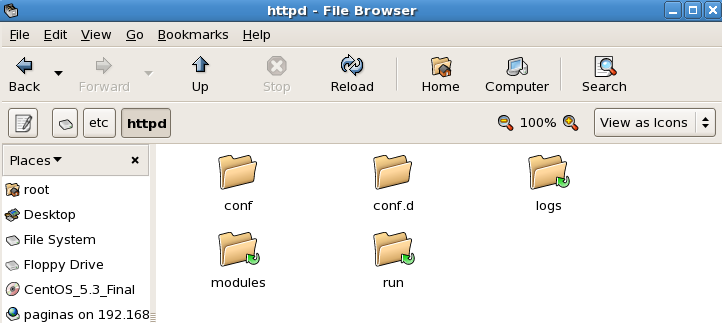 httpd - File Browser
File Edit View Go Bookmarks Help
Back Forward Up Stop Reload Home Computer Search
etc httpd 100% View as Icons
Places
root
Desktop
File System
Floppy Drive
CentOS_5.3_Final
paginas on 192.168
conf conf.d logs
modules run